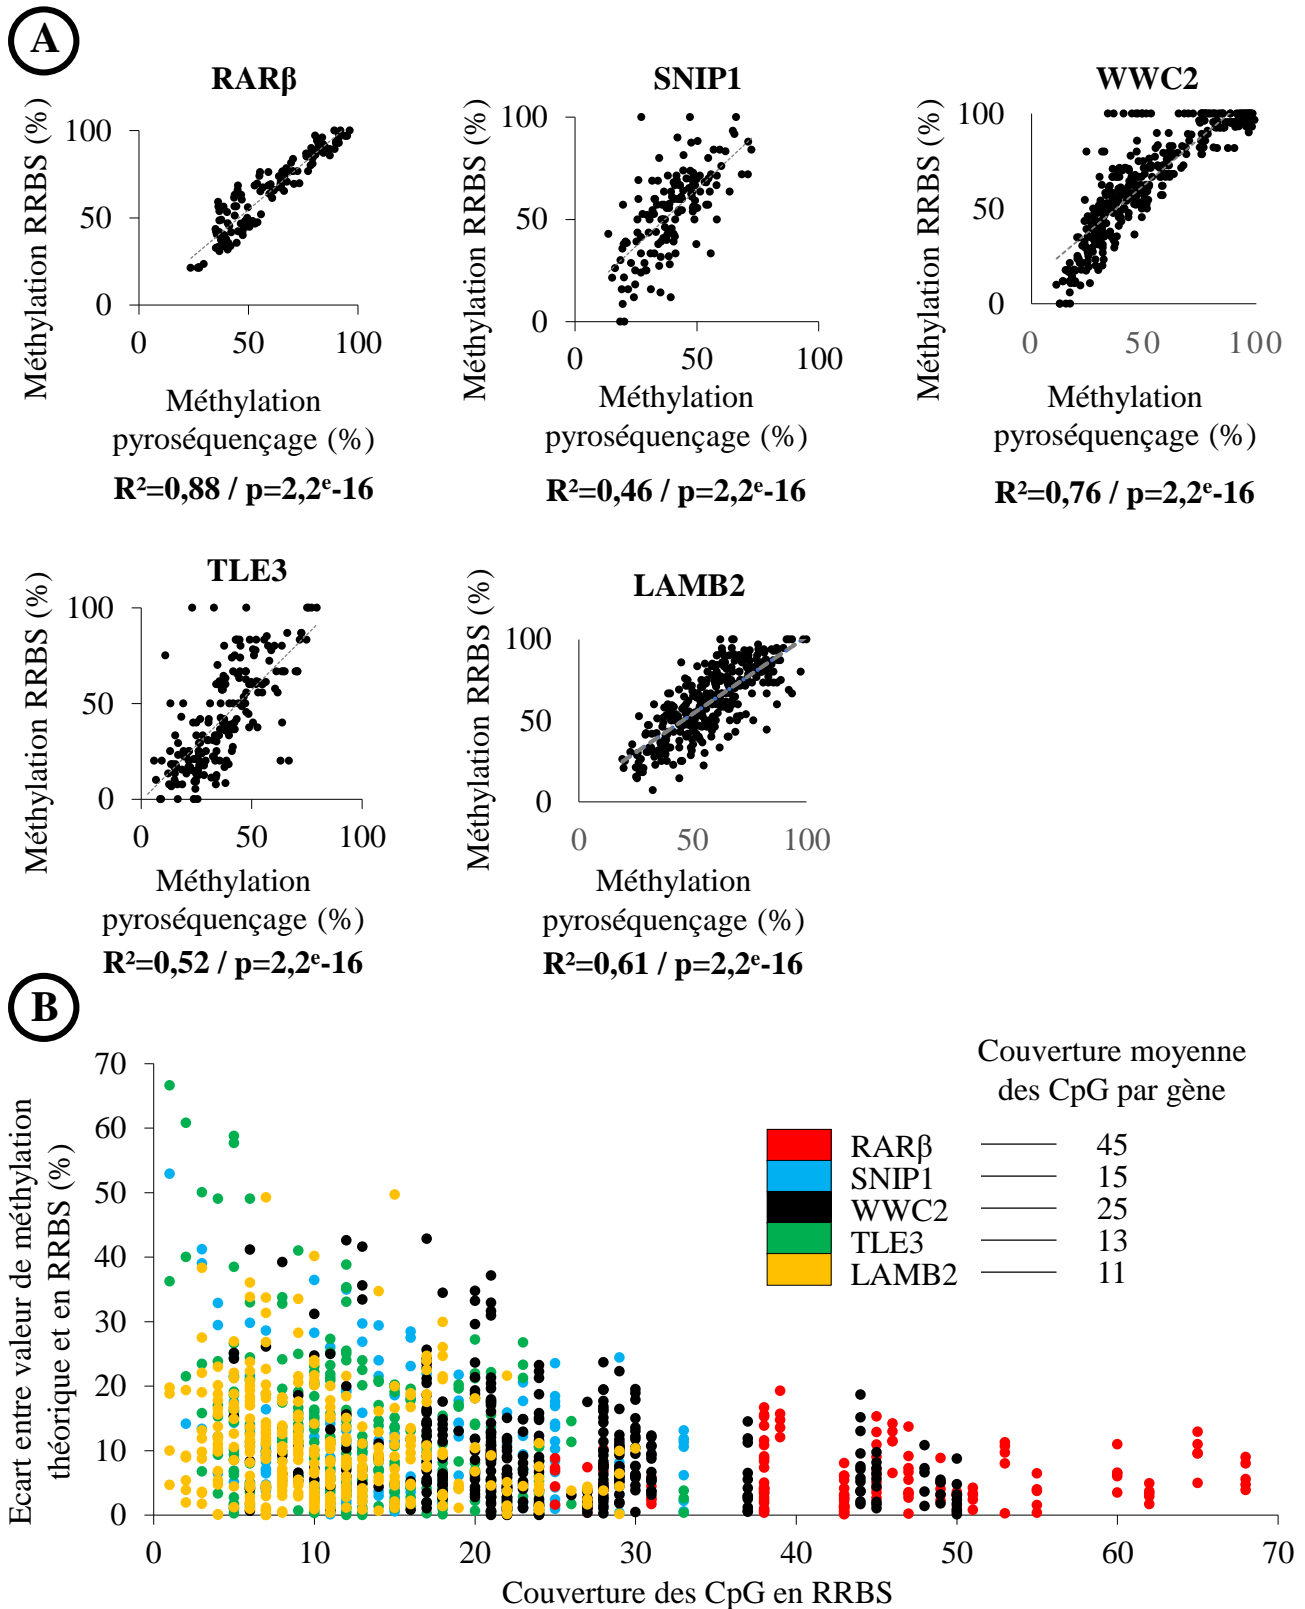 A
RARβ
Méthylation RRBS (%)
100
50
0
0 50 100
Méthylation
pyroséquençage (%)
R²=0,88 / p=2,2ᵉ-16
SNIP1
Méthylation RRBS (%)
100
50
0
0 50 100
Méthylation
pyroséquençage (%)
R²=0,46 / p=2,2ᵉ-16
WWC2
Méthylation RRBS (%)
100
50
0
0 50 100
Méthylation
pyroséquençage (%)
R²=0,76 / p=2,2ᵉ-16
TLE3
Méthylation RRBS (%)
100
50
0
0 50 100
Méthylation
pyroséquençage (%)
R²=0,52 / p=2,2ᵉ-16
LAMB2
Méthylation RRBS (%)
100
50
0
0 50 100
Méthylation
pyroséquençage (%)
R²=0,61 / p=2,2ᵉ-16
B
Ecart entre valeur de méthylation
théorique et en RRBS (%)
70
60
50
40
30
20
10
0
0 10 20 30 40 50 60 70
Couverture des CpG en RRBS
Couverture moyenne
des CpG par gène
RARβ 45
SNIP1 15
WWC2 25
TLE3 13
LAMB2 11